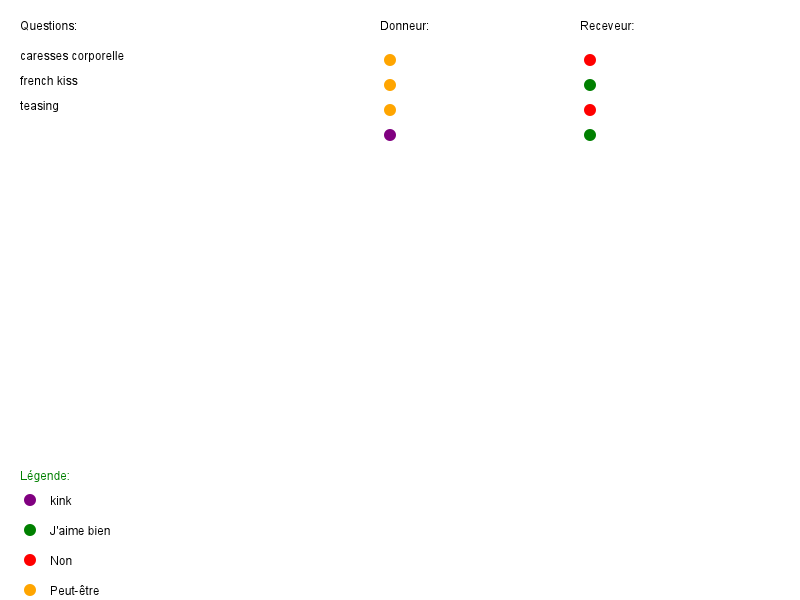 Questions: Donneur: Receveur:
caresses corporelle
french kiss
teasing
Légende:
kink
J'aime bien
Non
Peut-être